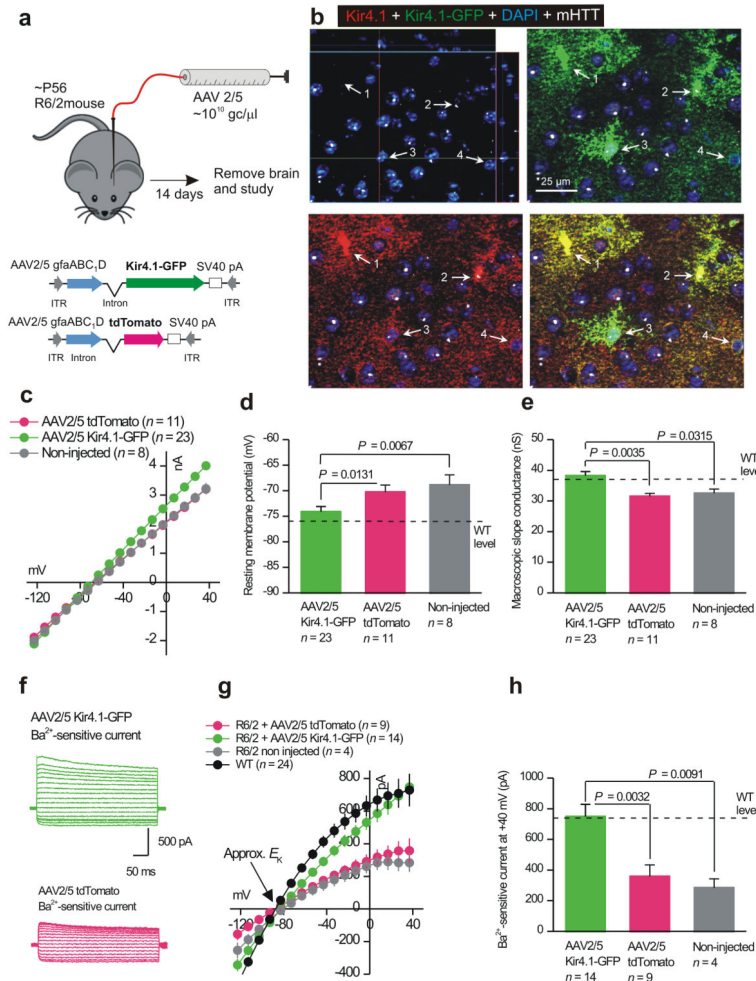 a
~P56
R6/2mouse
AAV 2/5
~10¹⁰ gc/µl
14 days
Remove brain
and study
AAV2/5 gfaABC₁D
Kir4.1-GFP
SV40 pA
ITR
Intron
ITR
AAV2/5 gfaABC₁D
tdTomato
SV40 pA
ITR
Intron
ITR
b
Kir4.1 + Kir4.1-GFP + DAPI + mHTT
1
2
3
4
1
2
3
4
25 µm
1
2
3
4
1
2
3
4
c
AAV2/5 tdTomato (n = 11)
AAV2/5 Kir4.1-GFP (n = 23)
Non-injected (n = 8)
nA
4
3
2
1
0
-1
-2
mV
-120
-80
-40
0
40
d
Resting membrane potential (mV)
-60
-65
-70
-75
-80
-85
-90
P = 0.0067
P = 0.0131
WT
level
AAV2/5
Kir4.1-GFP
n = 23
AAV2/5
tdTomato
n = 11
Non-injected
n = 8
e
Macroscopic slope conductance (nS)
50
40
30
20
10
0
P = 0.0315
P = 0.0035
WT
level
AAV2/5
Kir4.1-GFP
n = 23
AAV2/5
tdTomato
n = 11
Non-injected
n = 8
f
AAV2/5 Kir4.1-GFP
Ba²⁺-sensitive current
500 pA
50 ms
AAV2/5 tdTomato
Ba²⁺-sensitive current
g
R6/2 + AAV2/5 tdTomato (n = 9)
R6/2 + AAV2/5 Kir4.1-GFP (n = 14)
R6/2 non injected (n = 4)
WT (n = 24)
800
600
400
200
0
-400
pA
Approx. Eₖ
mV
-120
-80
-40
0
40
h
Ba²⁺-sensitive current at +40 mV (pA)
1000
800
600
400
200
0
P = 0.0091
P = 0.0032
WT
level
AAV2/5
Kir4.1-GFP
n = 14
AAV2/5
tdTomato
n = 9
Non-injected
n = 4